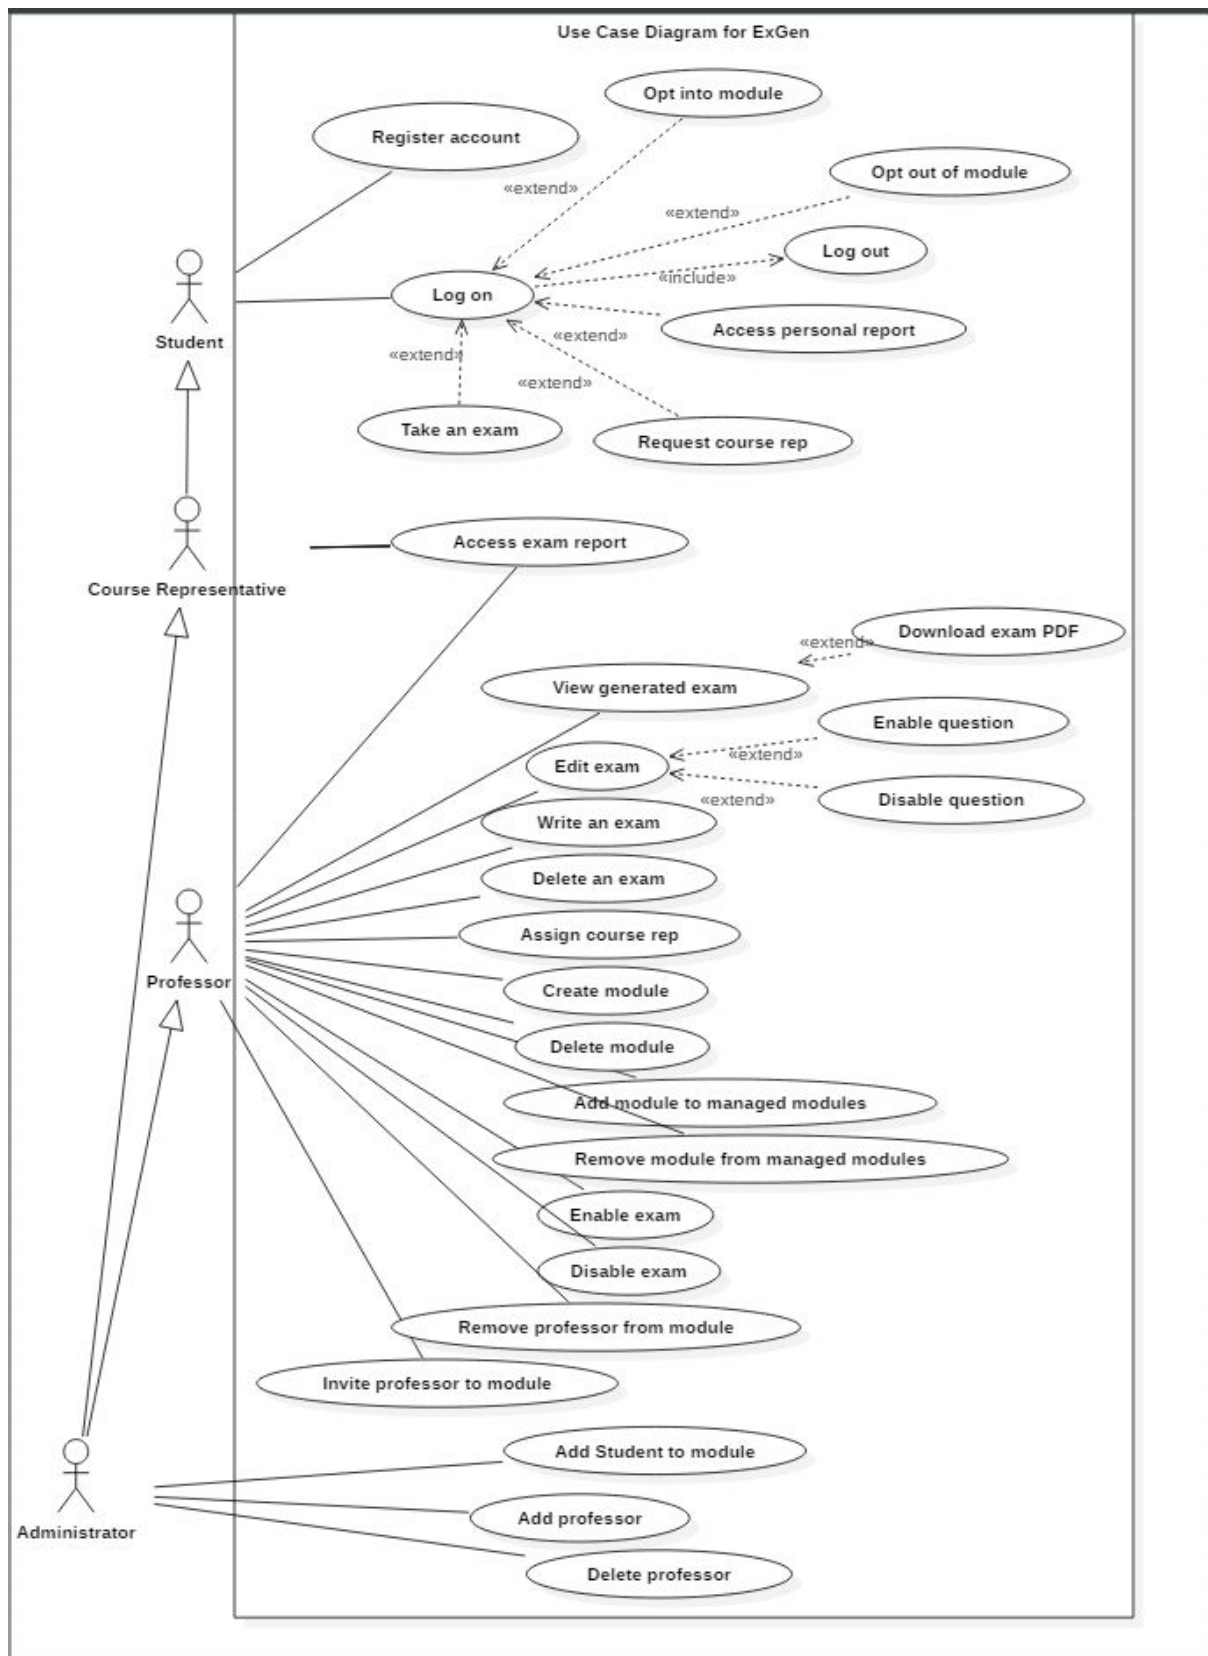 Use Case Diagram for ExGen
Opt into module
Register account
Opt out of module
«extend»
«extend»
Log out
«include»
Log on
Access personal report
«extend»
Student
«extend»
«extend»
Take an exam
Request course rep
Access exam report
Course Representative
Download exam PDF
«extend»
View generated exam
Enable question
«extend»
Edit exam
Disable question
«extend»
Write an exam
Delete an exam
Assign course rep
Professor
Create module
Delete module
Add module to managed modules
Remove module from managed modules
Enable exam
Disable exam
Remove professor from module
Invite professor to module
Add Student to module
Add professor
Administrator
Delete professor